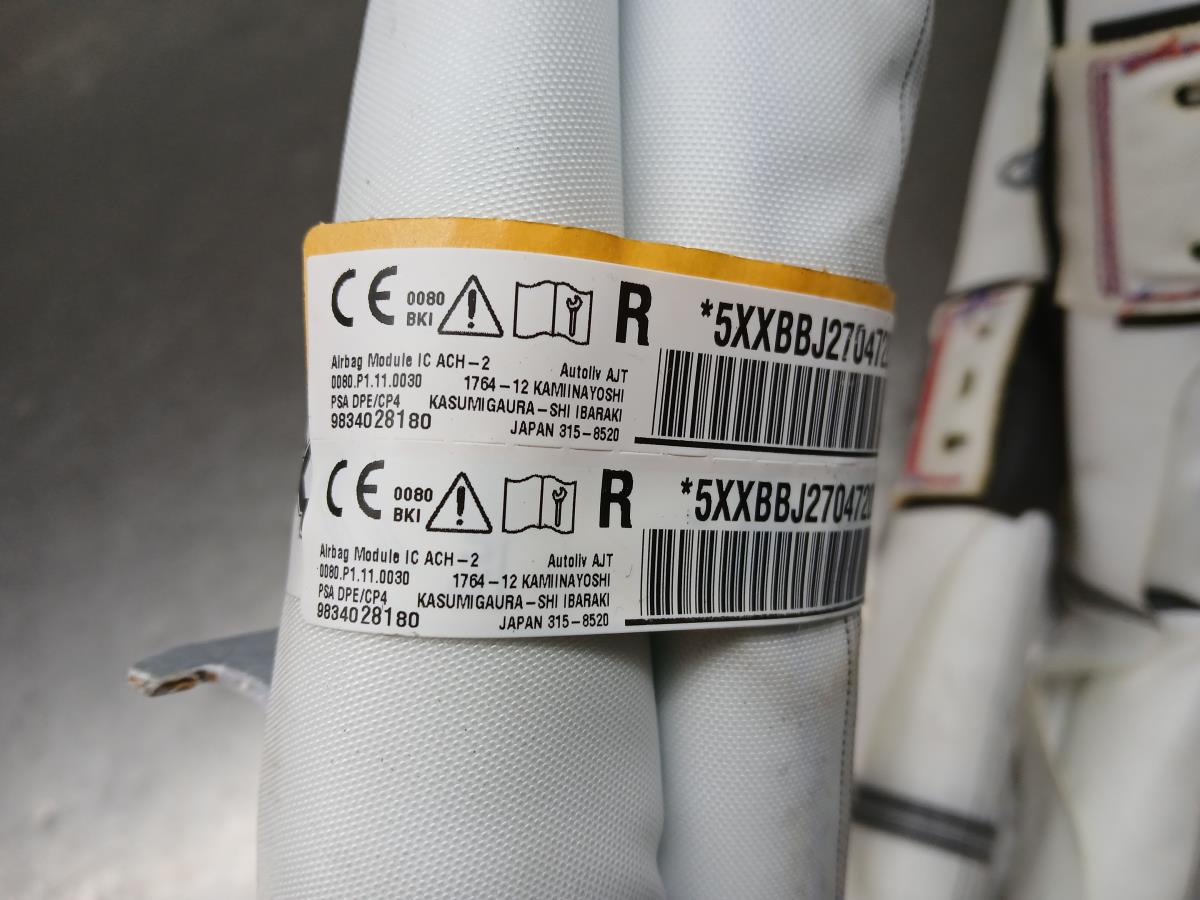 CE 0080 BKI R *5XXBBJ270472
Airbag Module IC ACH-2 Autoliv AJT
0080.P1.11.0030 1764-12 KAMIINAYOSHI
PSA DPE/CP4 KASUMIGAURA-SHI IBARAKI
9834028180 JAPAN 315-8520
CE 0080 BKI R *5XXBBJ270472
Airbag Module IC ACH-2 Autoliv AJT
0080.P1.11.0030 1764-12 KAMIINAYOSHI
PSA DPE/CP4 KASUMIGAURA-SHI IBARAKI
9834028180 JAPAN 315-8520